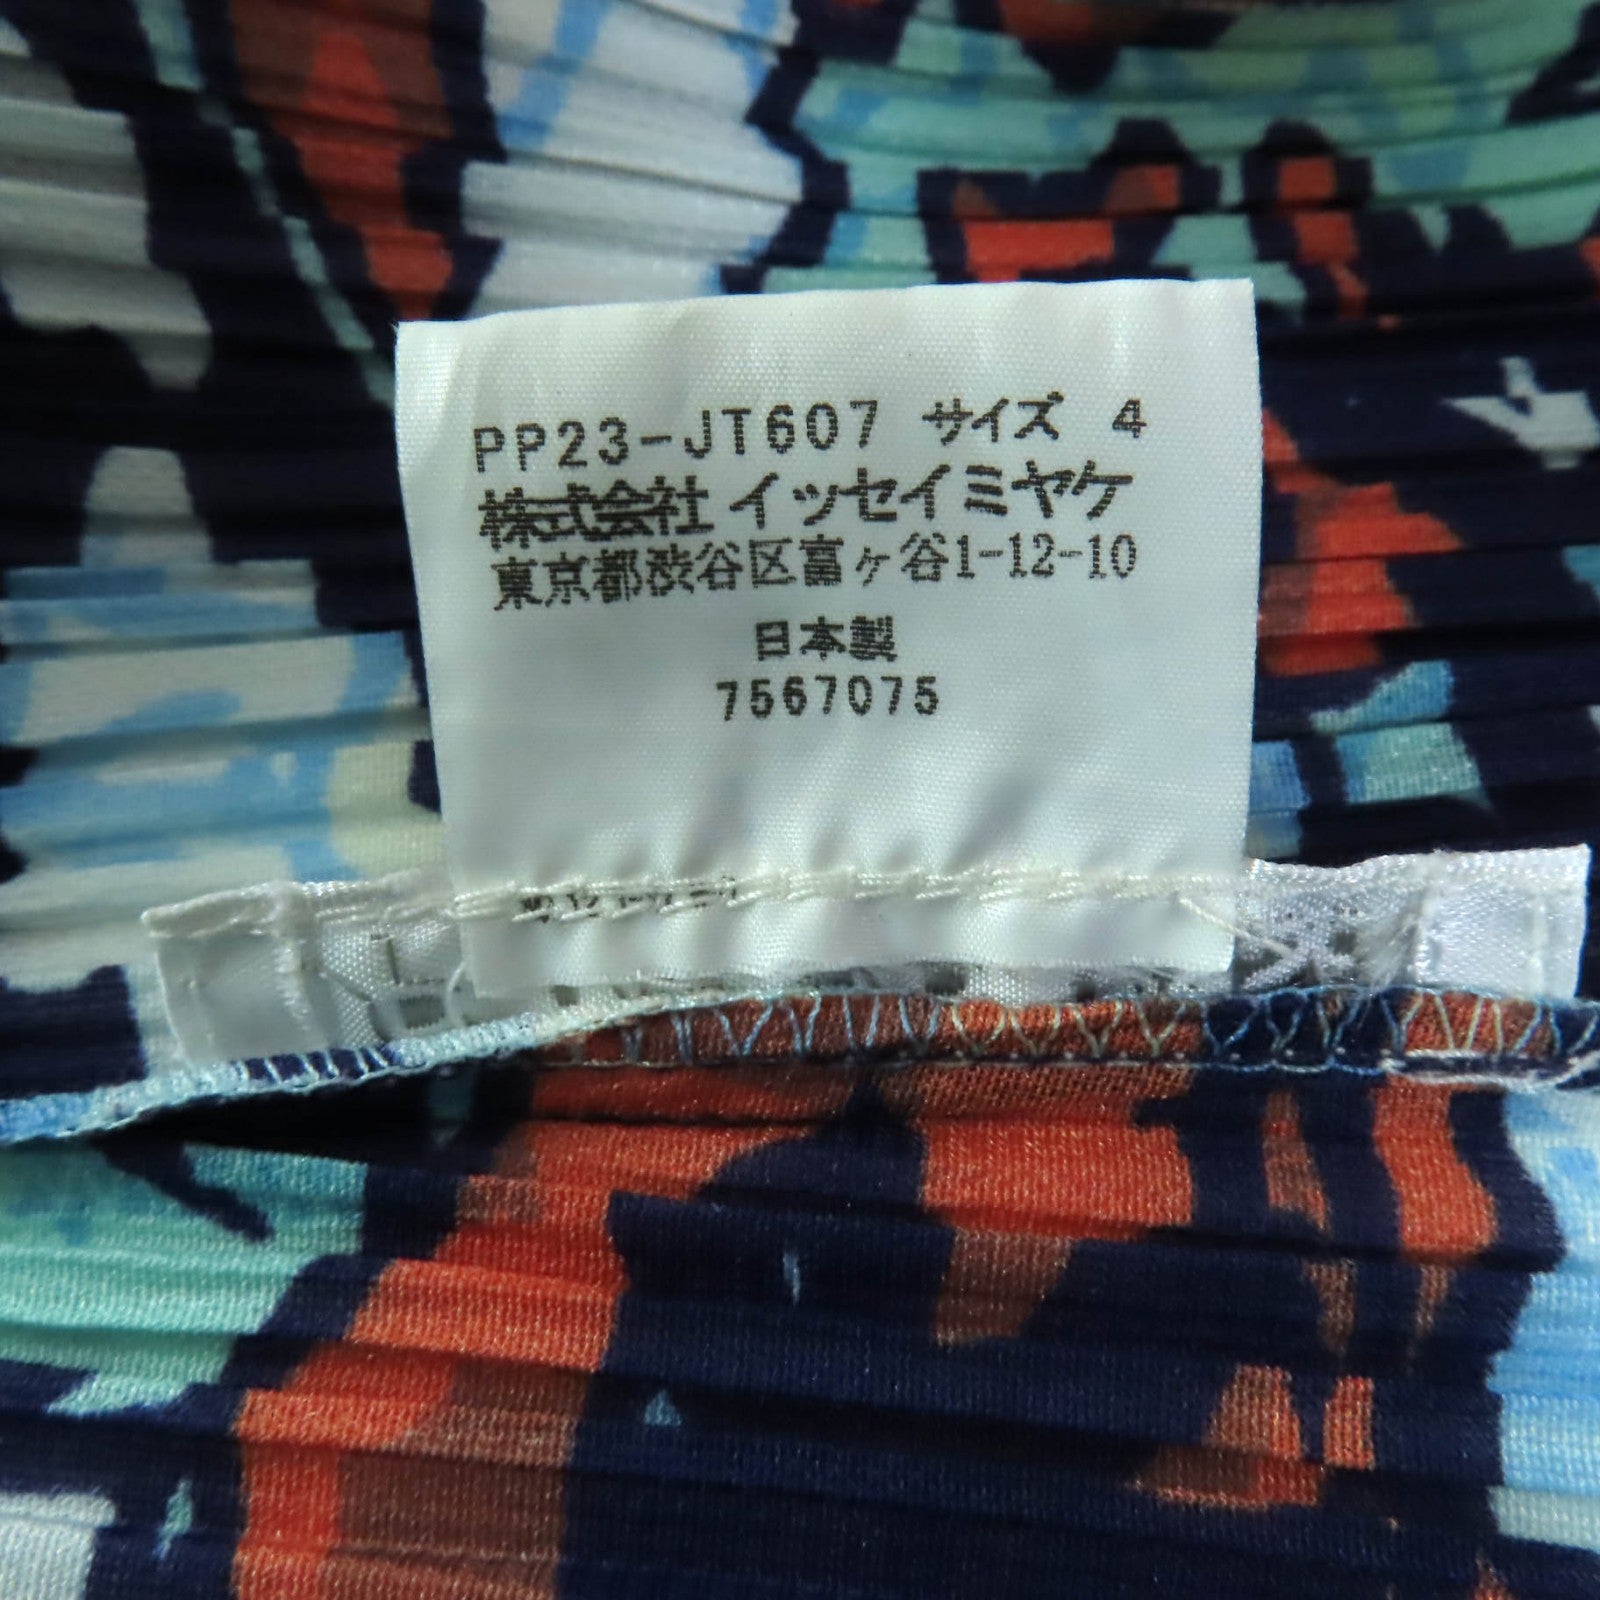 PP23-JT607 サイズ 4
株式会社 イッセイミヤケ
東京都渋谷区富ヶ谷1-12-10
日本製
7567075